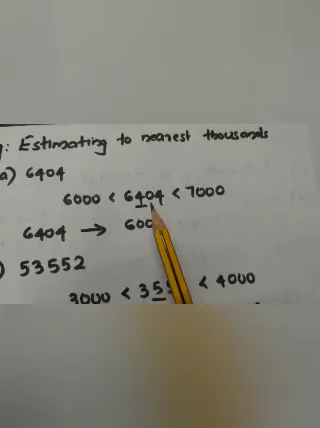 : Estimating to nearest thousands
a) 6404
6000 < 6404 < 7000
6404 → 600
) 53552
3000 < 35 < 4000